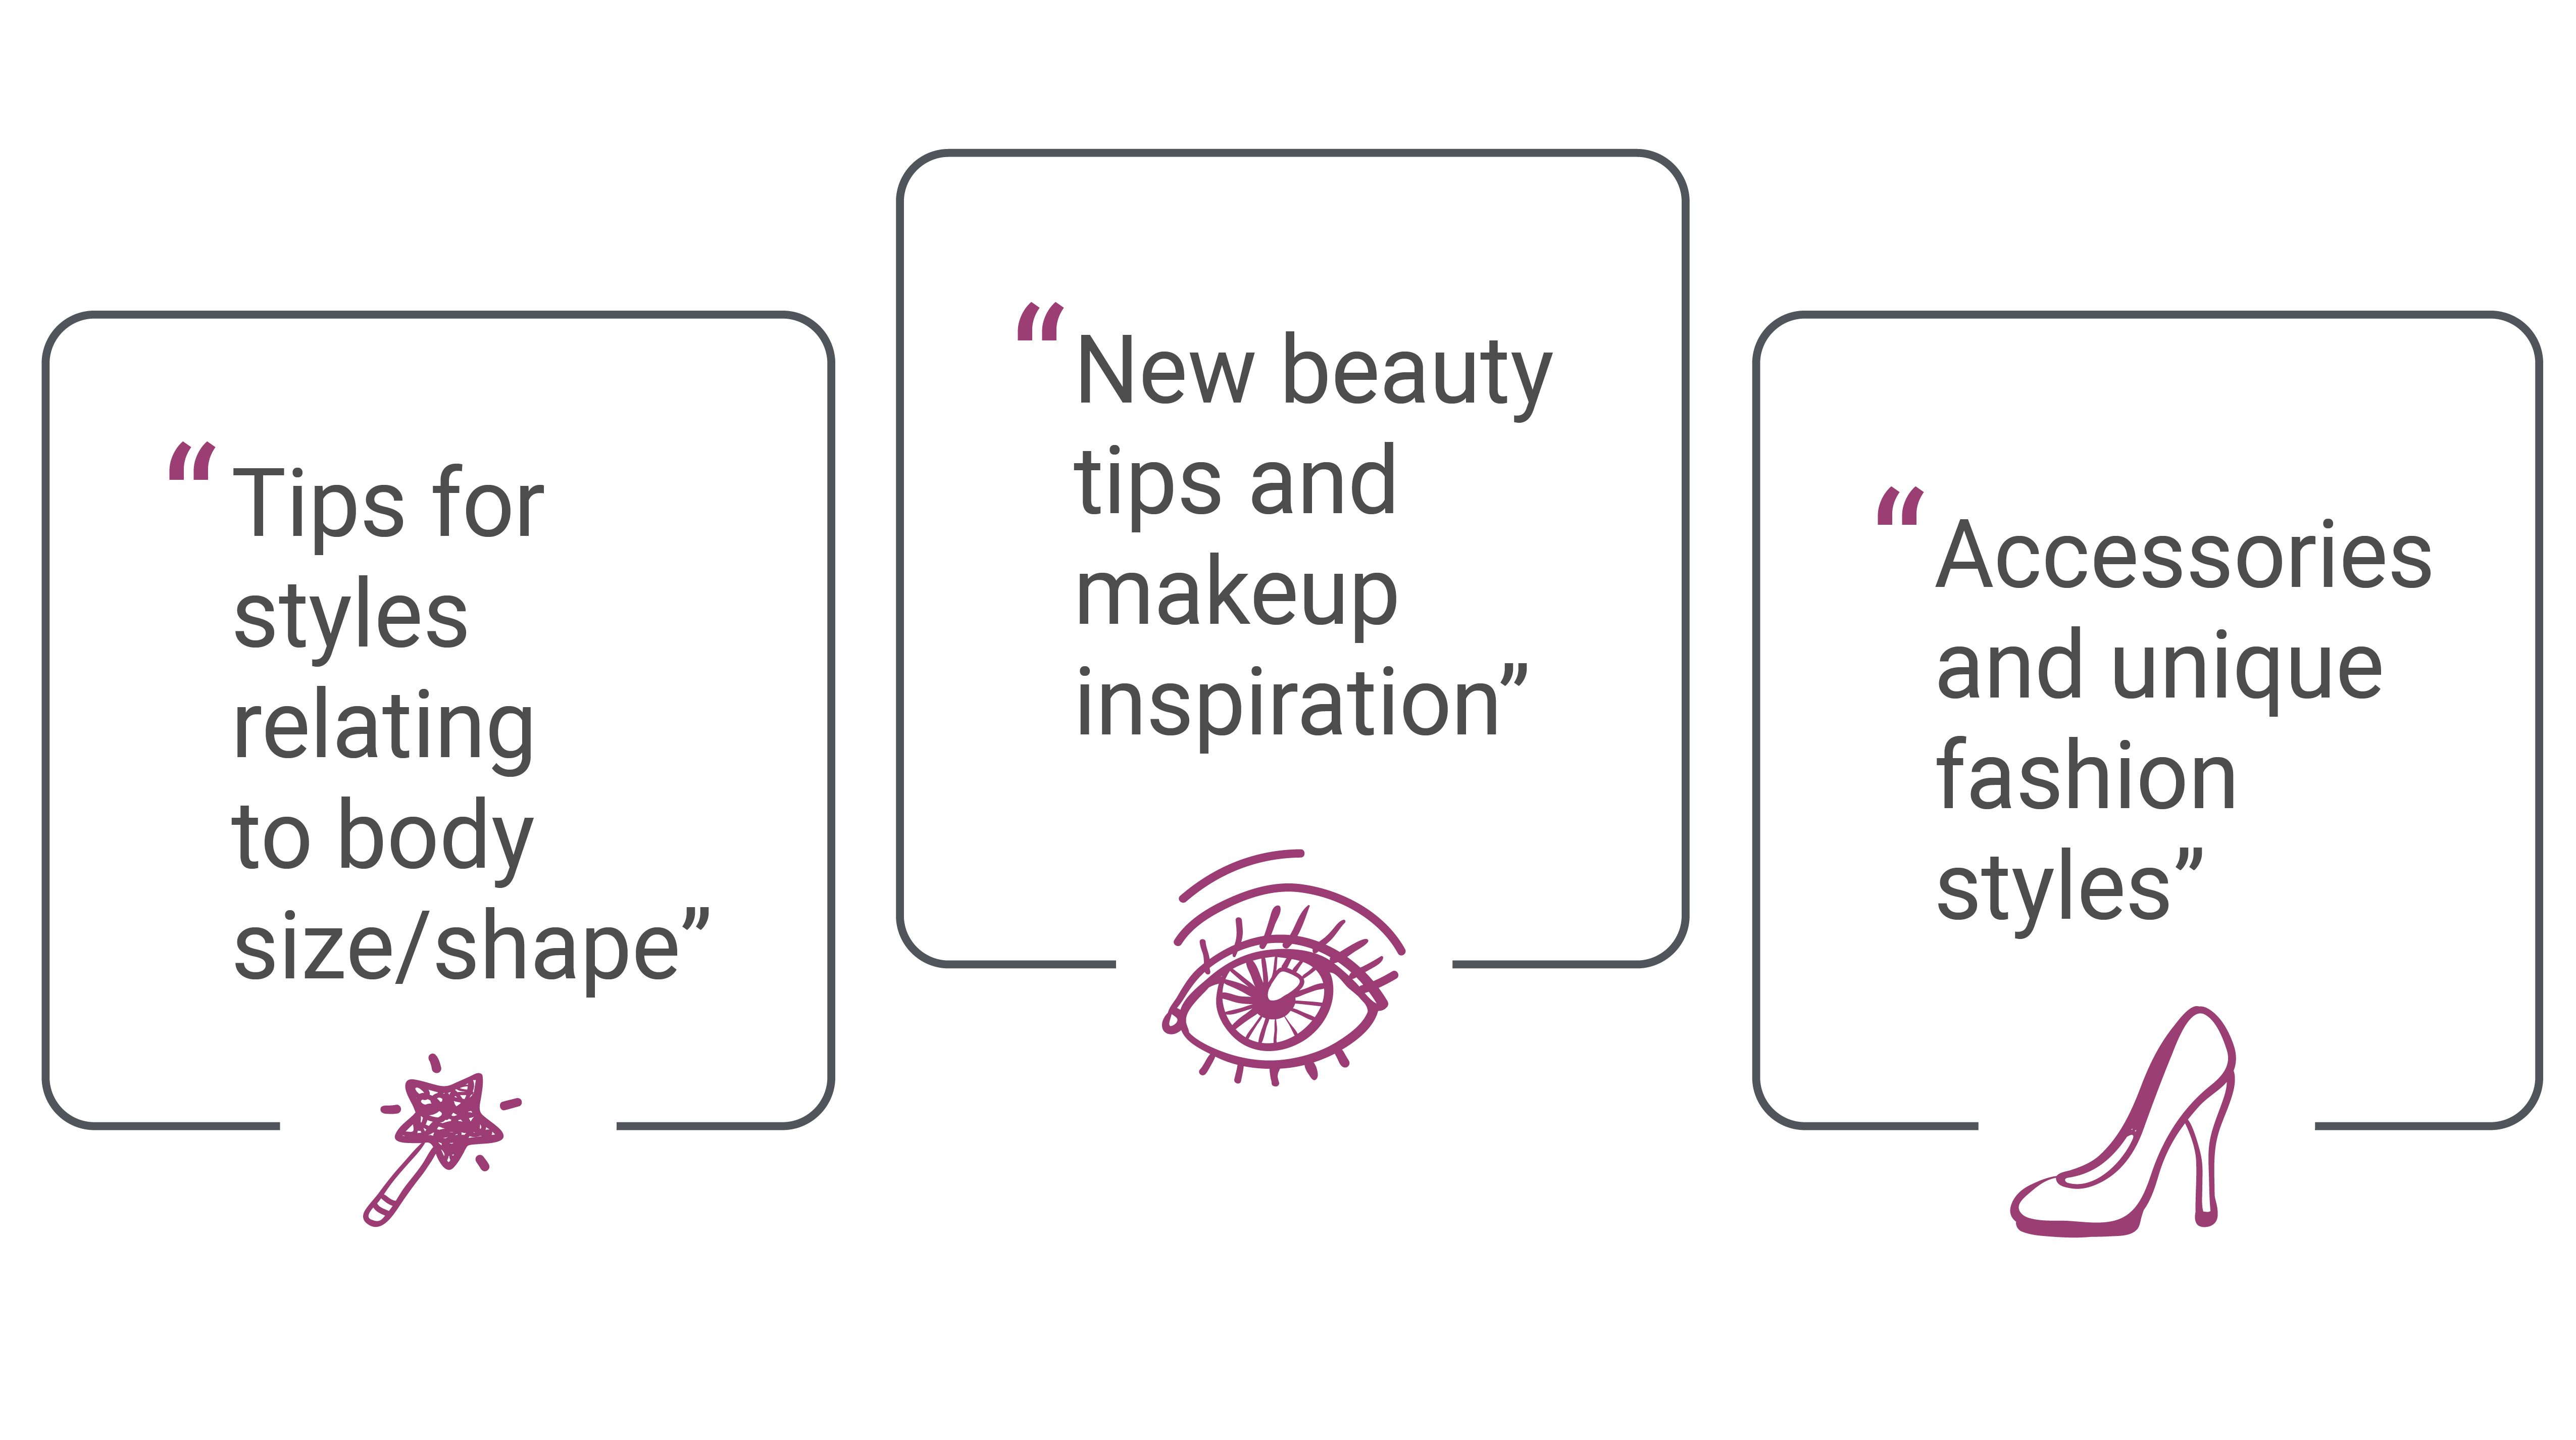 “Tips for
styles
relating
to body
size/shape”
“New beauty
tips and
makeup
inspiration”
“Accessories
and unique
fashion
styles”